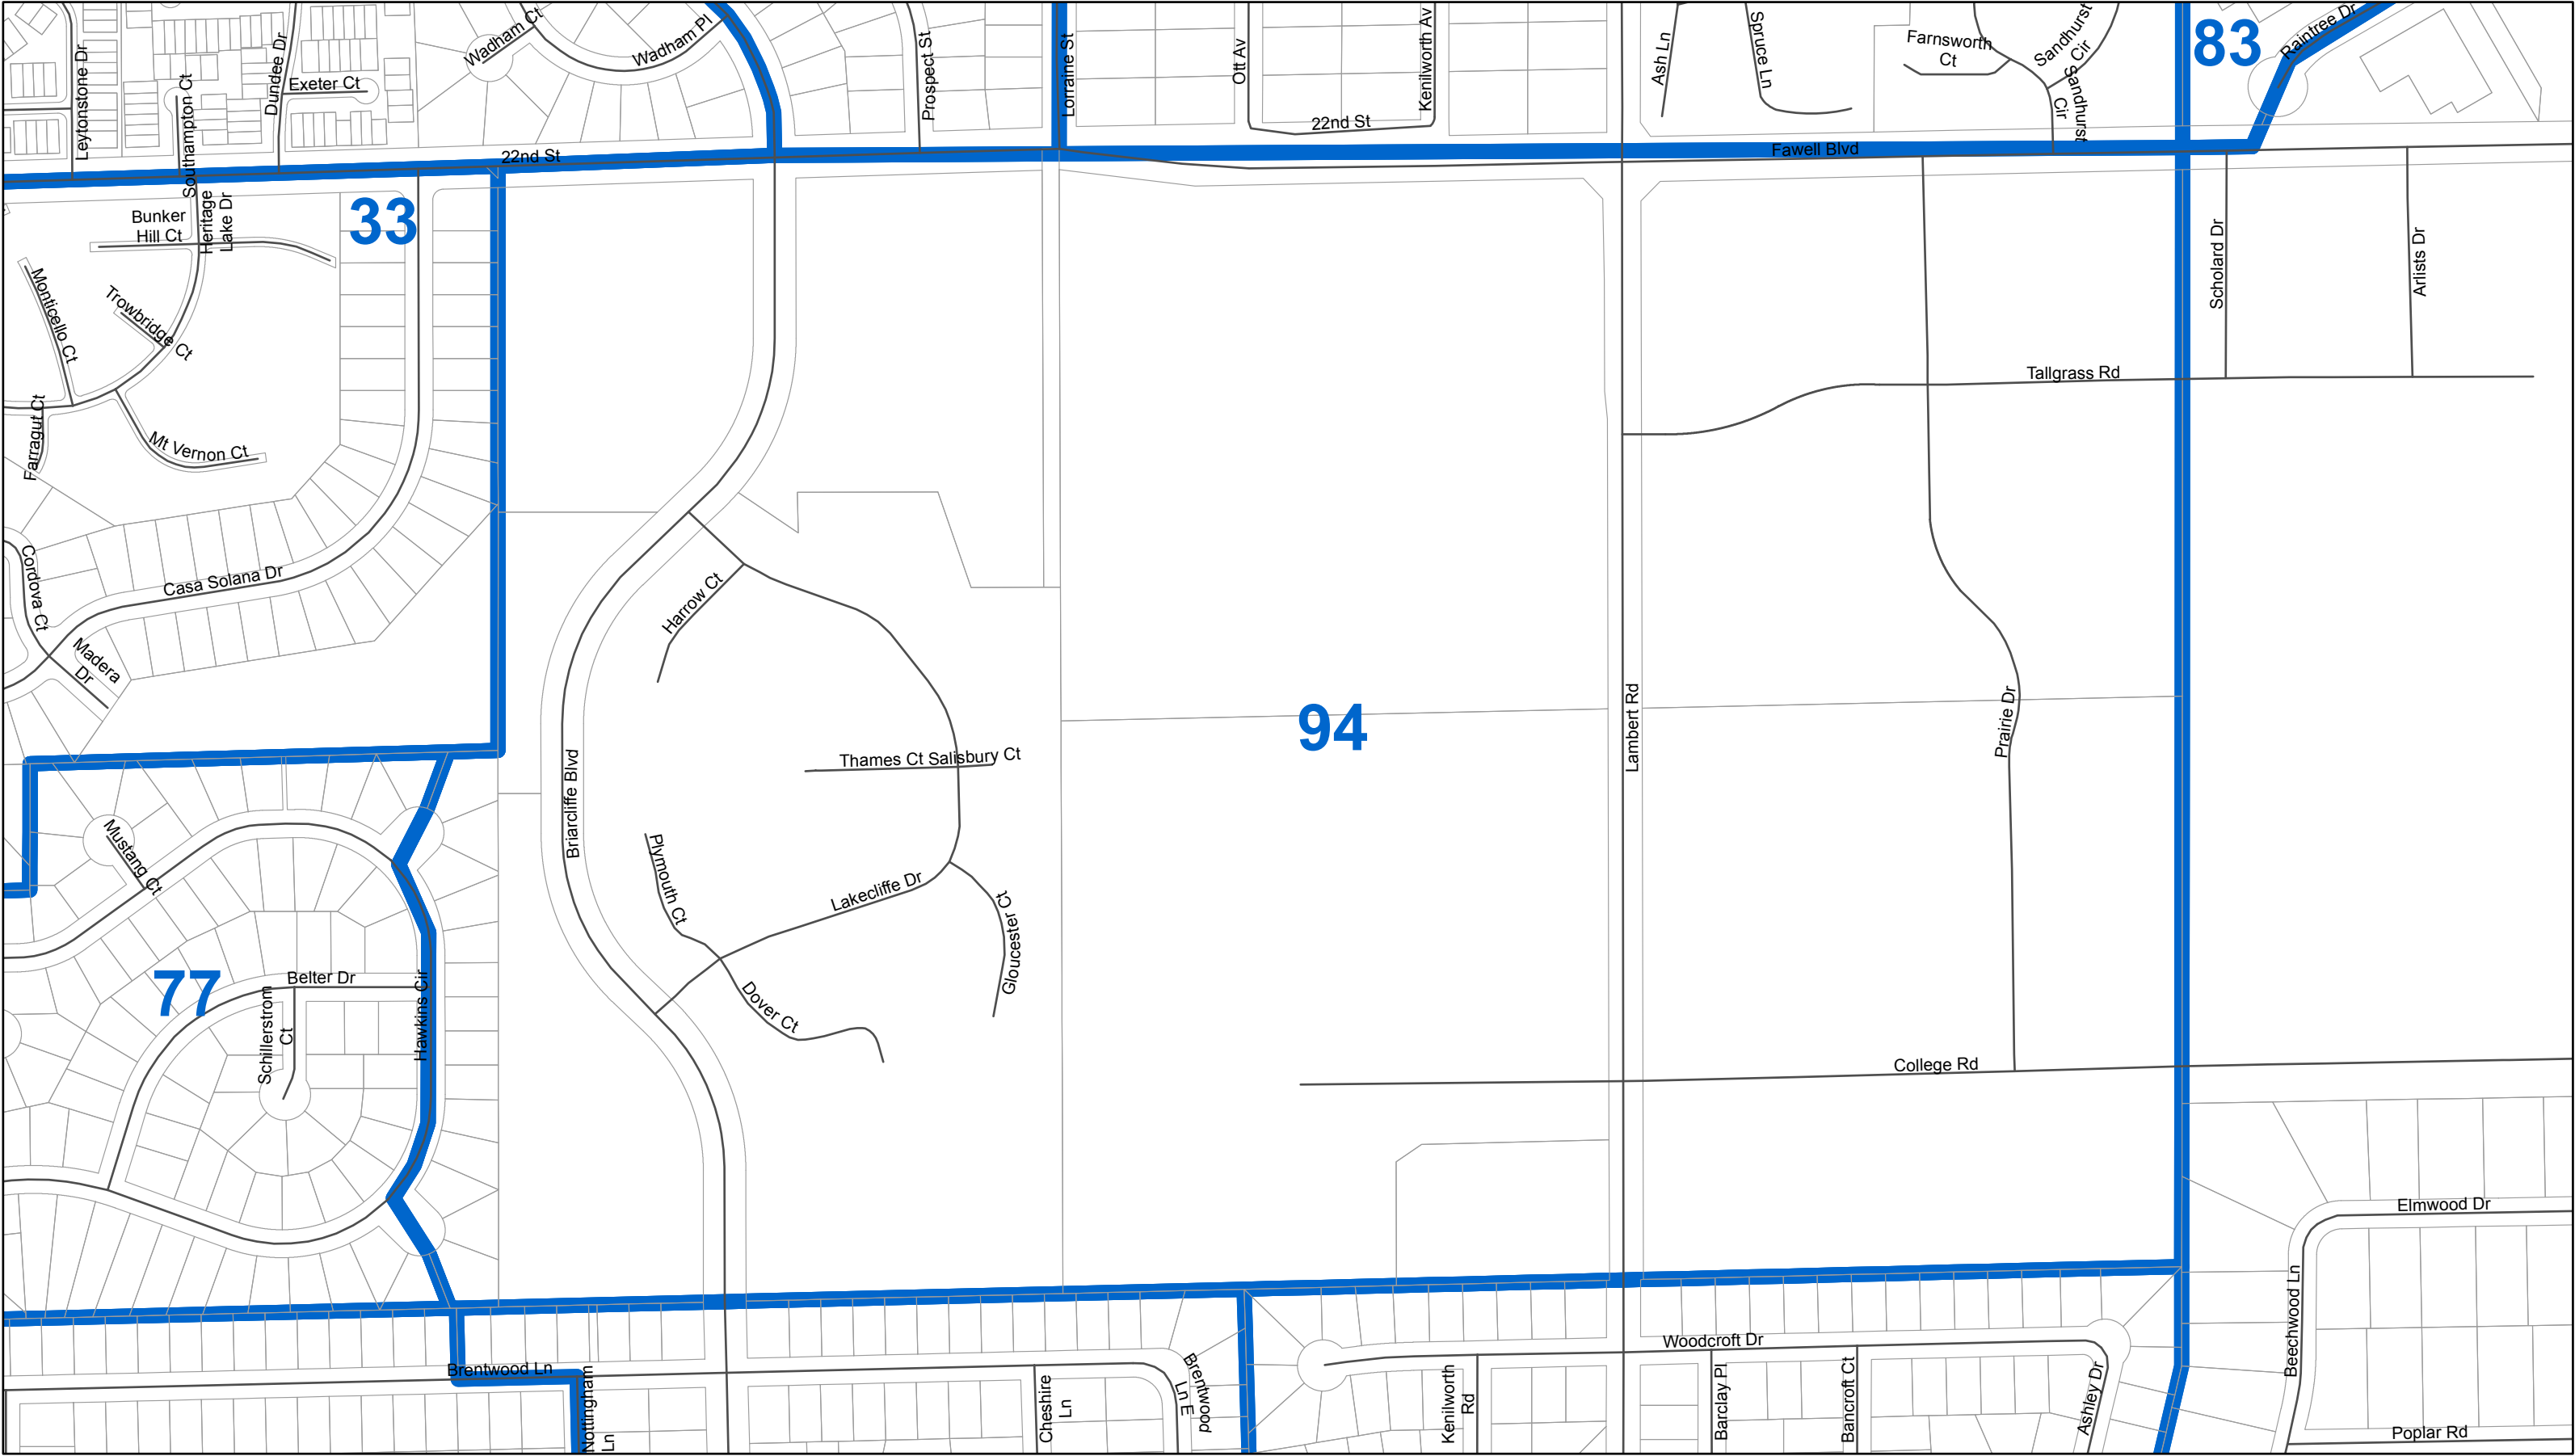 Leytonstone Dr
Southampton Ct
Dundee Dr
Exeter Ct
Wadham Ct
Wadham Pl
Prospect St
Lorraine St
Ott Av
22nd St
Kenilworth Av
Ash Ln
Spruce Ln
Farnsworth
Ct
Sandhurst
Cir
Sandhurst
Cir
83
Raintree Dr
22nd St
Fawell Blvd
33
Bunker
Hill Ct
Heritage
Lake Dr
Monticello Ct
Trowbridge Ct
Farragut Ct
Mt Vernon Ct
Scholard Dr
Arlists Dr
Tallgrass Rd
Cordova Ct
Casa Solana Dr
Madera
Dr
Harrow Ct
94
Lambert Rd
Prairie Dr
Briarcliffe Blvd
Thames Ct
Salisbury Ct
Mustang Ct
Plymouth Ct
Lakecliffe Dr
Gloucester Ct
77
Belter Dr
Schillerstrom
Ct
Hawkins Cir
Dover Ct
College Rd
Elmwood Dr
Beechwood Ln
Brentwood Ln
Nottingham
Ln
Cheshire
Ln
Brentwood
Ln E
Woodcroft Dr
Kenilworth
Rd
Barclay Pl
Bancroft Ct
Ashley Dr
Poplar Rd